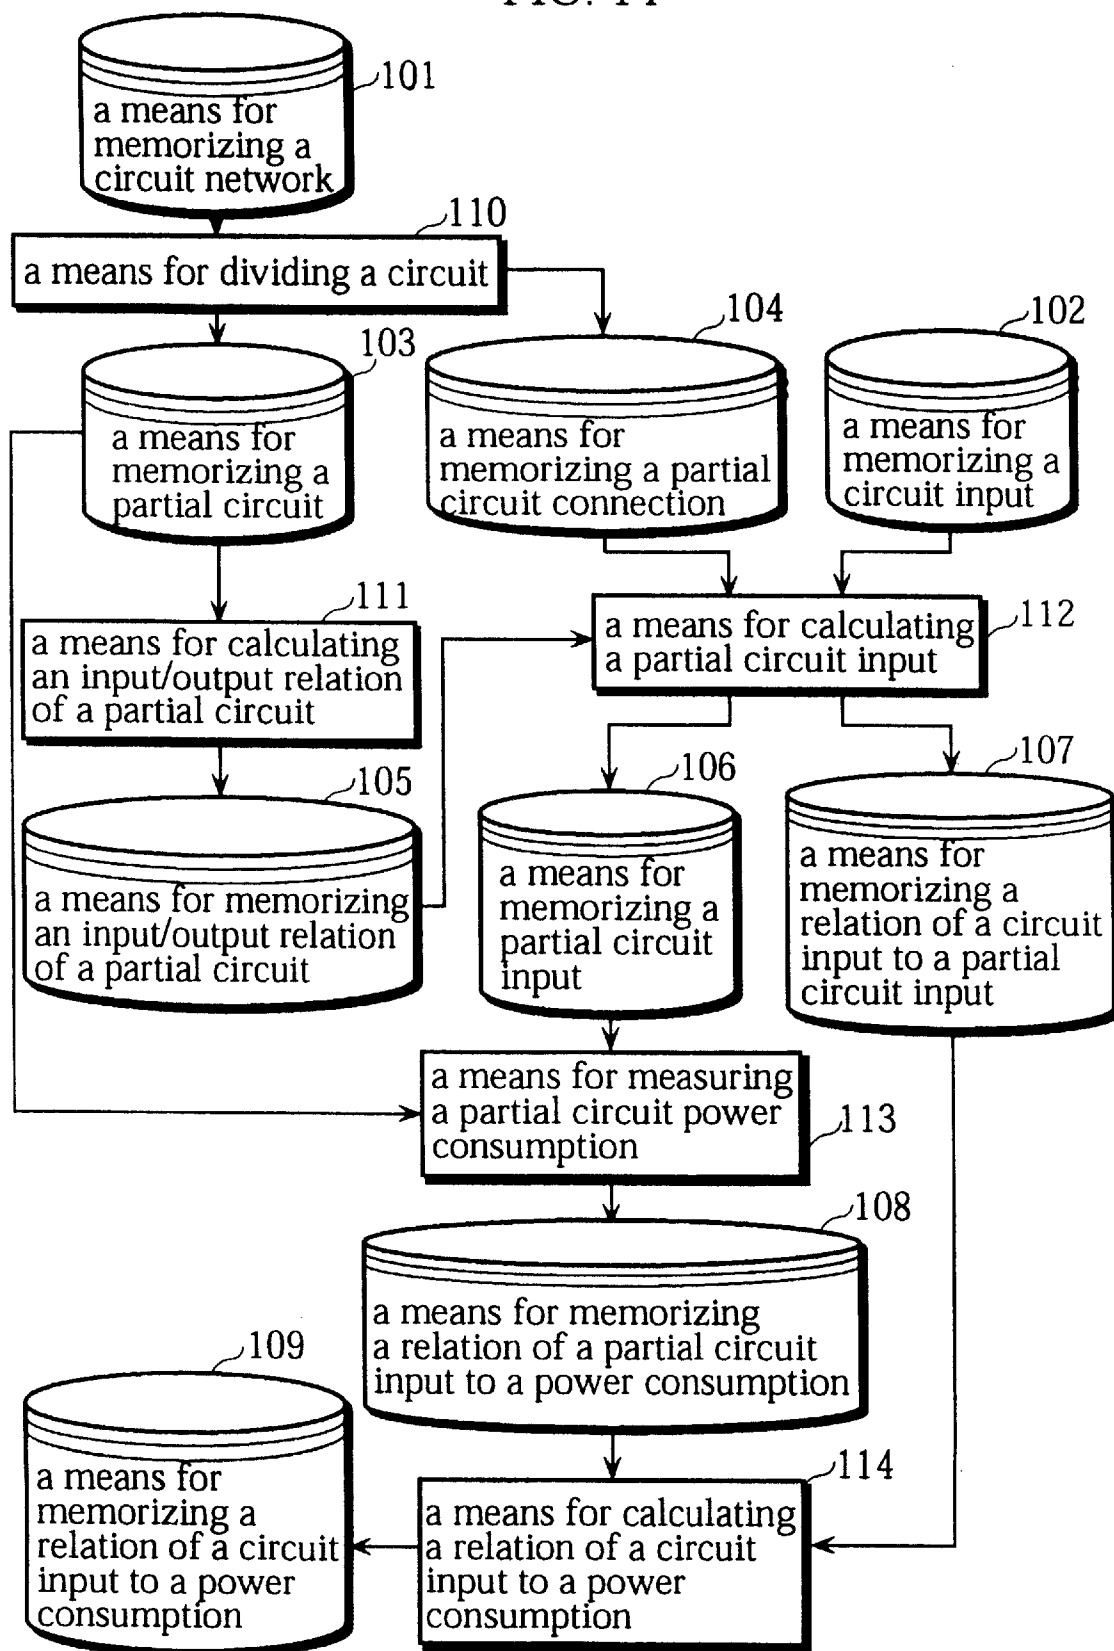 FIG.
101
a means for
memorizing a
circuit network
110
a means for dividing a circuit
103
a means for
memorizing a
partial circuit
104
a means for
memorizing a partial
circuit connection
102
a means for
memorizing a
circuit input
111
a means for calculating
an input/output relation
of a partial circuit
a means for calculating
a partial circuit input
112
105
a means for memorizing
an input/output relation
of a partial circuit
106
a means for
memorizing a
partial circuit
input
107
a means for
memorizing a
relation of a circuit
input to a partial
circuit input
a means for measuring
a partial circuit power
consumption
113
108
a means for memorizing
a relation of a partial circuit
input to a power consumption
109
a means for
memorizing a
relation of a circuit
input to a power
consumption
114
a means for calculating
a relation of a circuit
input to a power
consumption